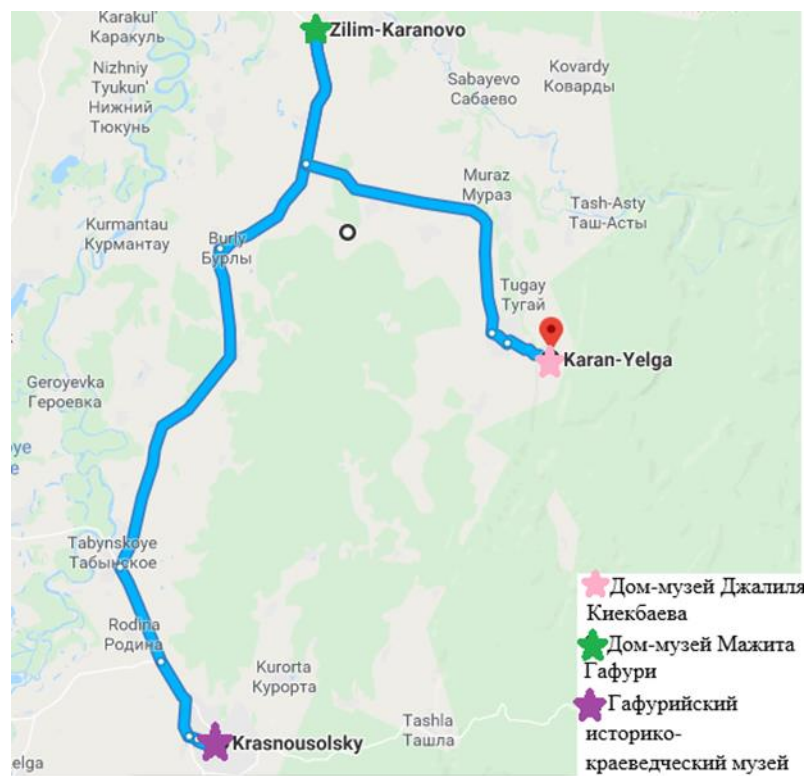 Karakul'
Каракуль
Zilim-Karanovo
Nizhniy
Tyukun'
Нижний
Тюкунь
Kovardy
Коварды
Sabayevo
Сабаево
Muraz
Мураз
Tash-Asty
Таш-Асты
Kurmantau
Курмантау
Burly
Бурлы
Tugay
Тугай
Karan-Yelga
Geroyevka
Героевка
ye
e
Tabynskoye
Табынское
Rodina
Родина
Kurorta
Курорта
Tashla
Ташла
Krasnousolsky
elga
Дом-музей Джалиля
Киекбаева
Дом-музей Мажита
Гафури
Гафурийский
историко-
краеведческий музей